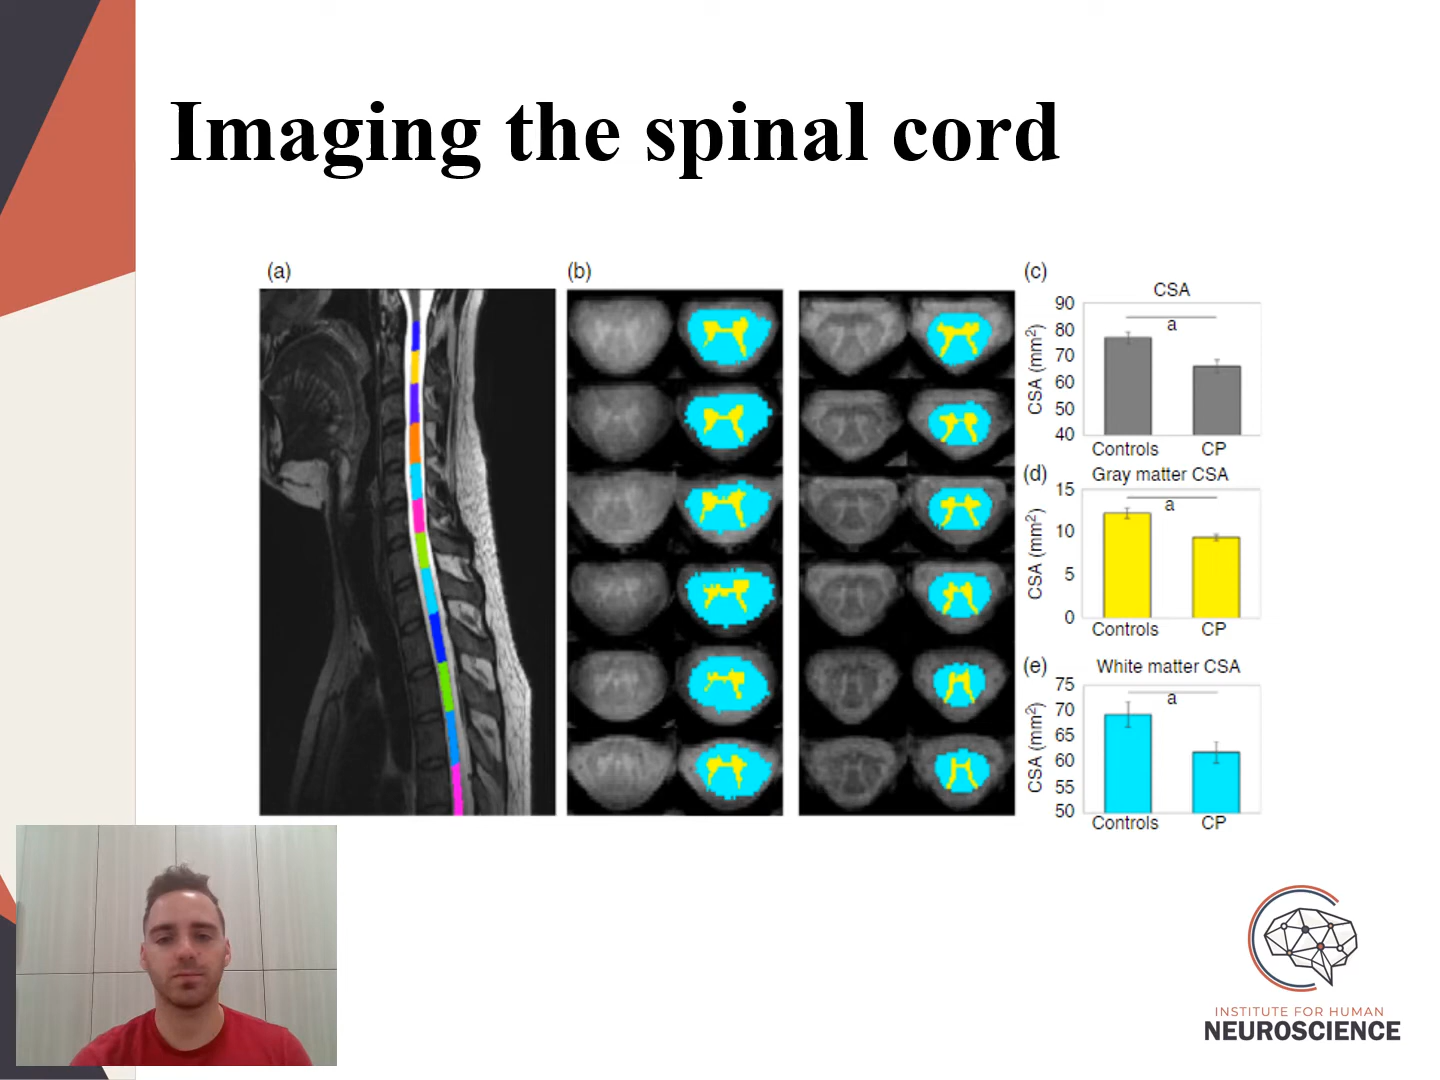 Imaging the spinal cord
(a)
(b)
(c)
CSA
CSA (mm2)
90
80
70
60
50
40
a
Controls
CP
(d)
Gray matter CSA
CSA (mm2)
15
10
5
0
a
Controls
CP
(e)
White matter CSA
CSA (mm2)
75
70
65
60
55
50
a
Controls
CP
INSTITUTE FOR HUMAN
NEUROSCIENCE